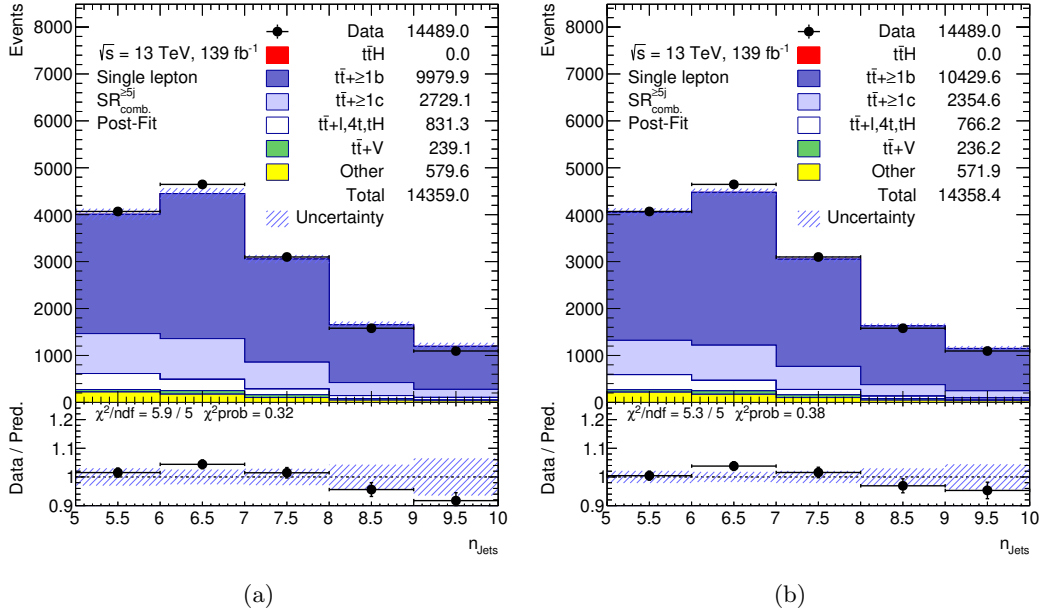 Events
8000
7000
6000
5000
4000
3000
2000
1000
0
√s = 13 TeV, 139 fb⁻¹
Single lepton
SR≥5j comb.
Post-Fit
Data 14489.0
tt̄H 0.0
tt̄+≥1b 9979.9
tt̄+≥1c 2729.1
tt̄+l,4t,tH 831.3
tt̄+V 239.1
Other 579.6
Total 14359.0
Uncertainty
χ²/ndf = 5.9 / 5 χ²prob = 0.32
Data / Pred.
1.2
1.1
1
0.9
5 5.5 6 6.5 7 7.5 8 8.5 9 9.5 10
nJets
(a)
Events
8000
7000
6000
5000
4000
3000
2000
1000
0
√s = 13 TeV, 139 fb⁻¹
Single lepton
SR≥5j comb.
Post-Fit
Data 14489.0
tt̄H 0.0
tt̄+≥1b 10429.6
tt̄+≥1c 2354.6
tt̄+l,4t,tH 766.2
tt̄+V 236.2
Other 571.9
Total 14358.4
Uncertainty
χ²/ndf = 5.3 / 5 χ²prob = 0.38
Data / Pred.
1.2
1.1
1
0.9
5 5.5 6 6.5 7 7.5 8 8.5 9 9.5 10
nJets
(b)